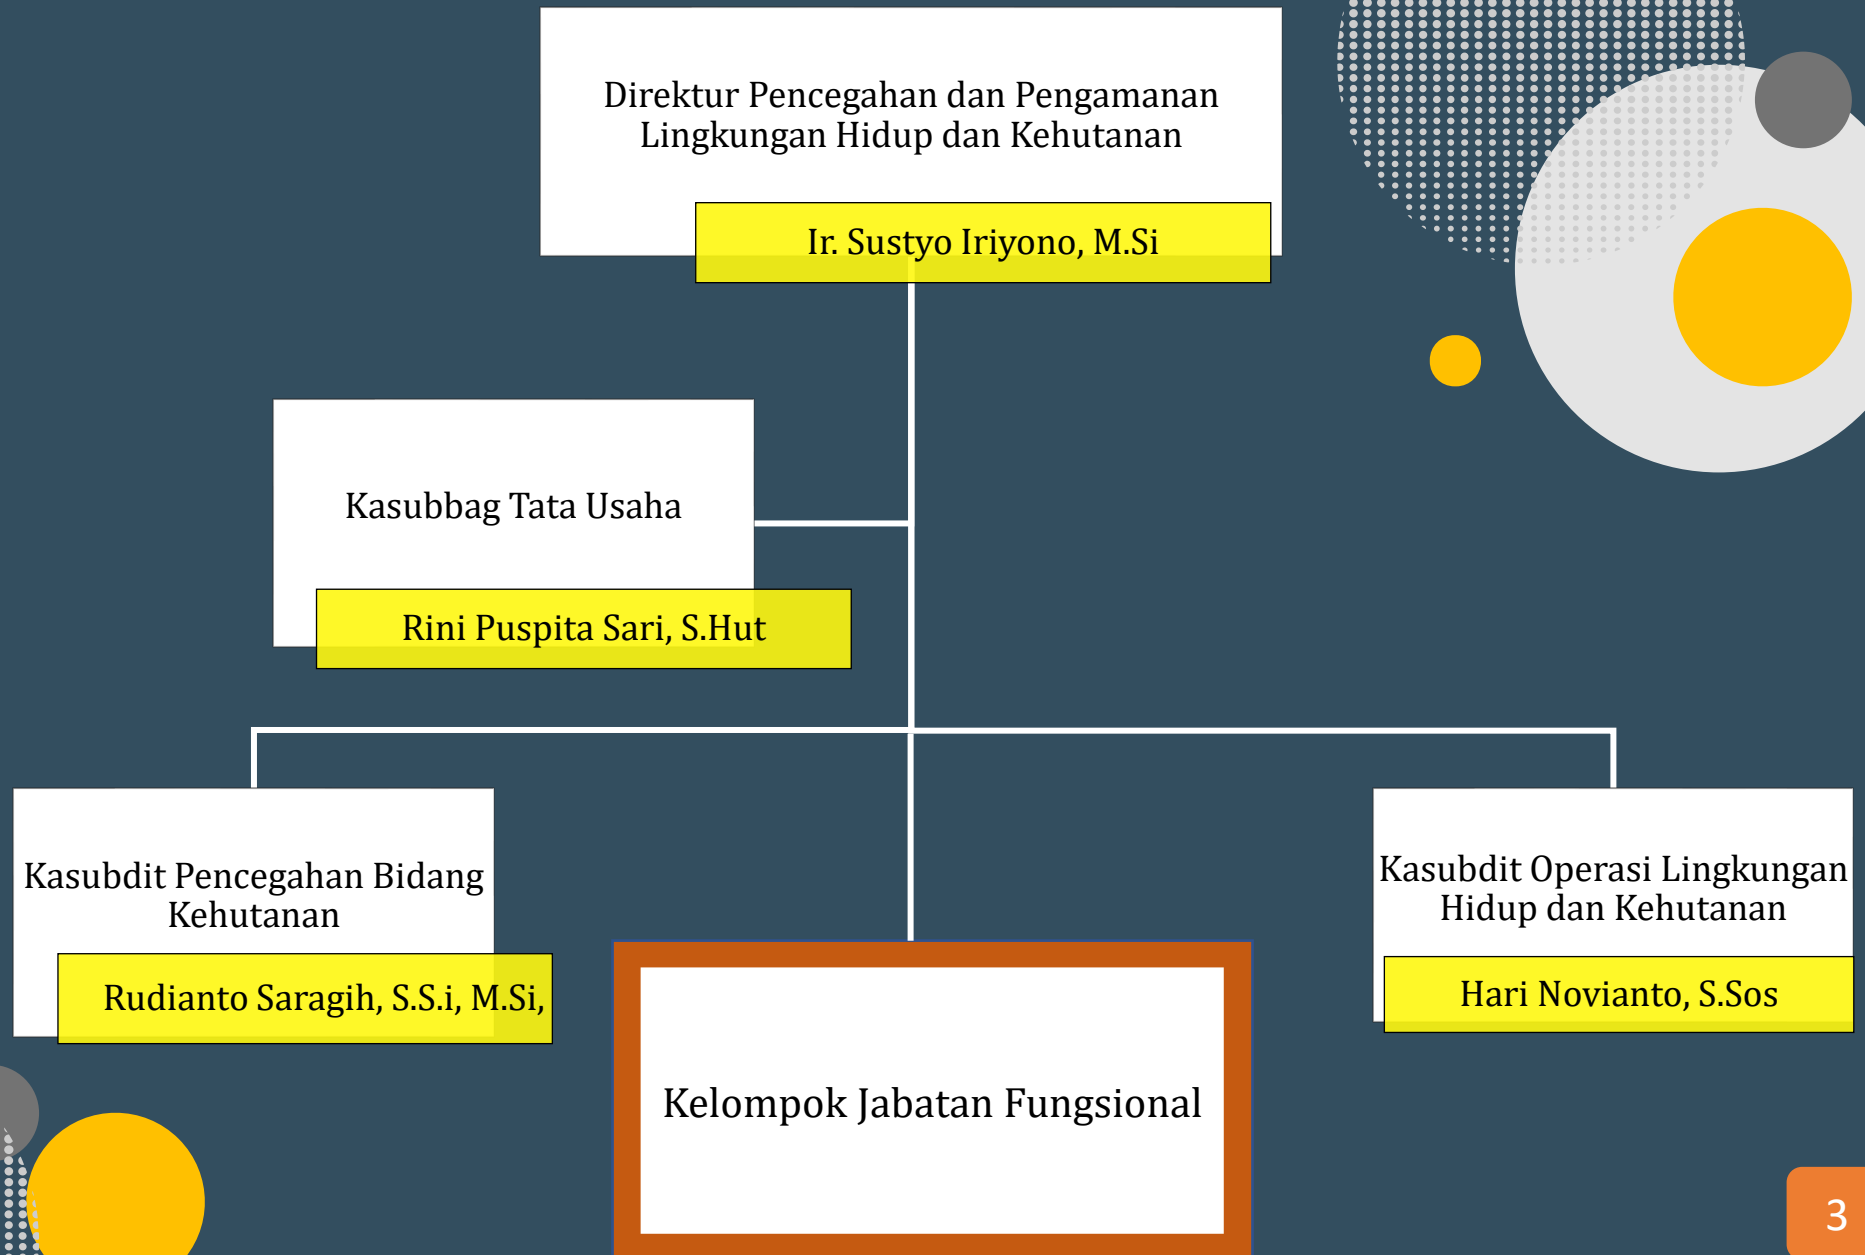 Direktur Pencegahan dan Pengamanan
Lingkungan Hidup dan Kehutanan
Ir. Sustyo Iriyono, M.Si
Kasubbag Tata Usaha
Rini Puspita Sari, S.Hut
Kasubdit Pencegahan Bidang
Kehutanan
Rudianto Saragih, S.S.i, M.Si,
Kelompok Jabatan Fungsional
Kasubdit Operasi Lingkungan
Hidup dan Kehutanan
Hari Novianto, S.Sos
3